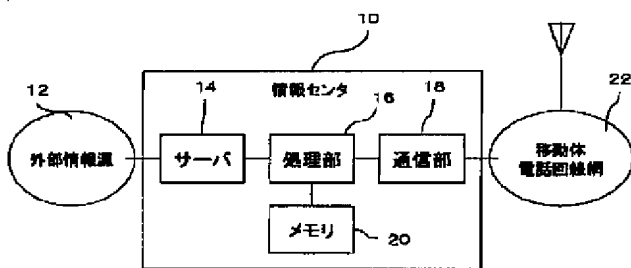 10
情報センタ
12
14
16
18
22
外部情報源
サーバ
処理部
通信部
移動体
電話回線網
メモリ
20